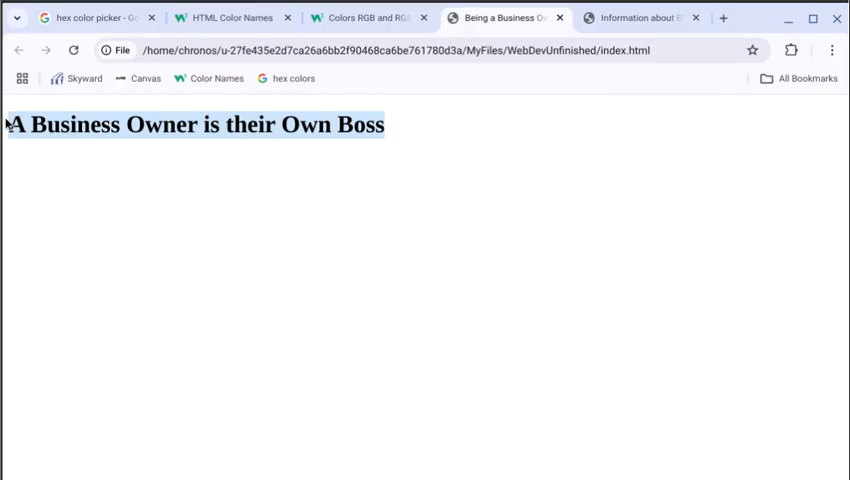 hex color picker - Go
HTML Color Names
Colors RGB and RGB
Being a Business Ow
Information about B
File
/home/chronos/u-27fe435e2d7ca26a6bb2f90468ca6be761780d3a/MyFiles/WebDevUnfinished/index.html
Skyward
Canvas
Color Names
hex colors
All Bookmarks
A Business Owner is their Own Boss